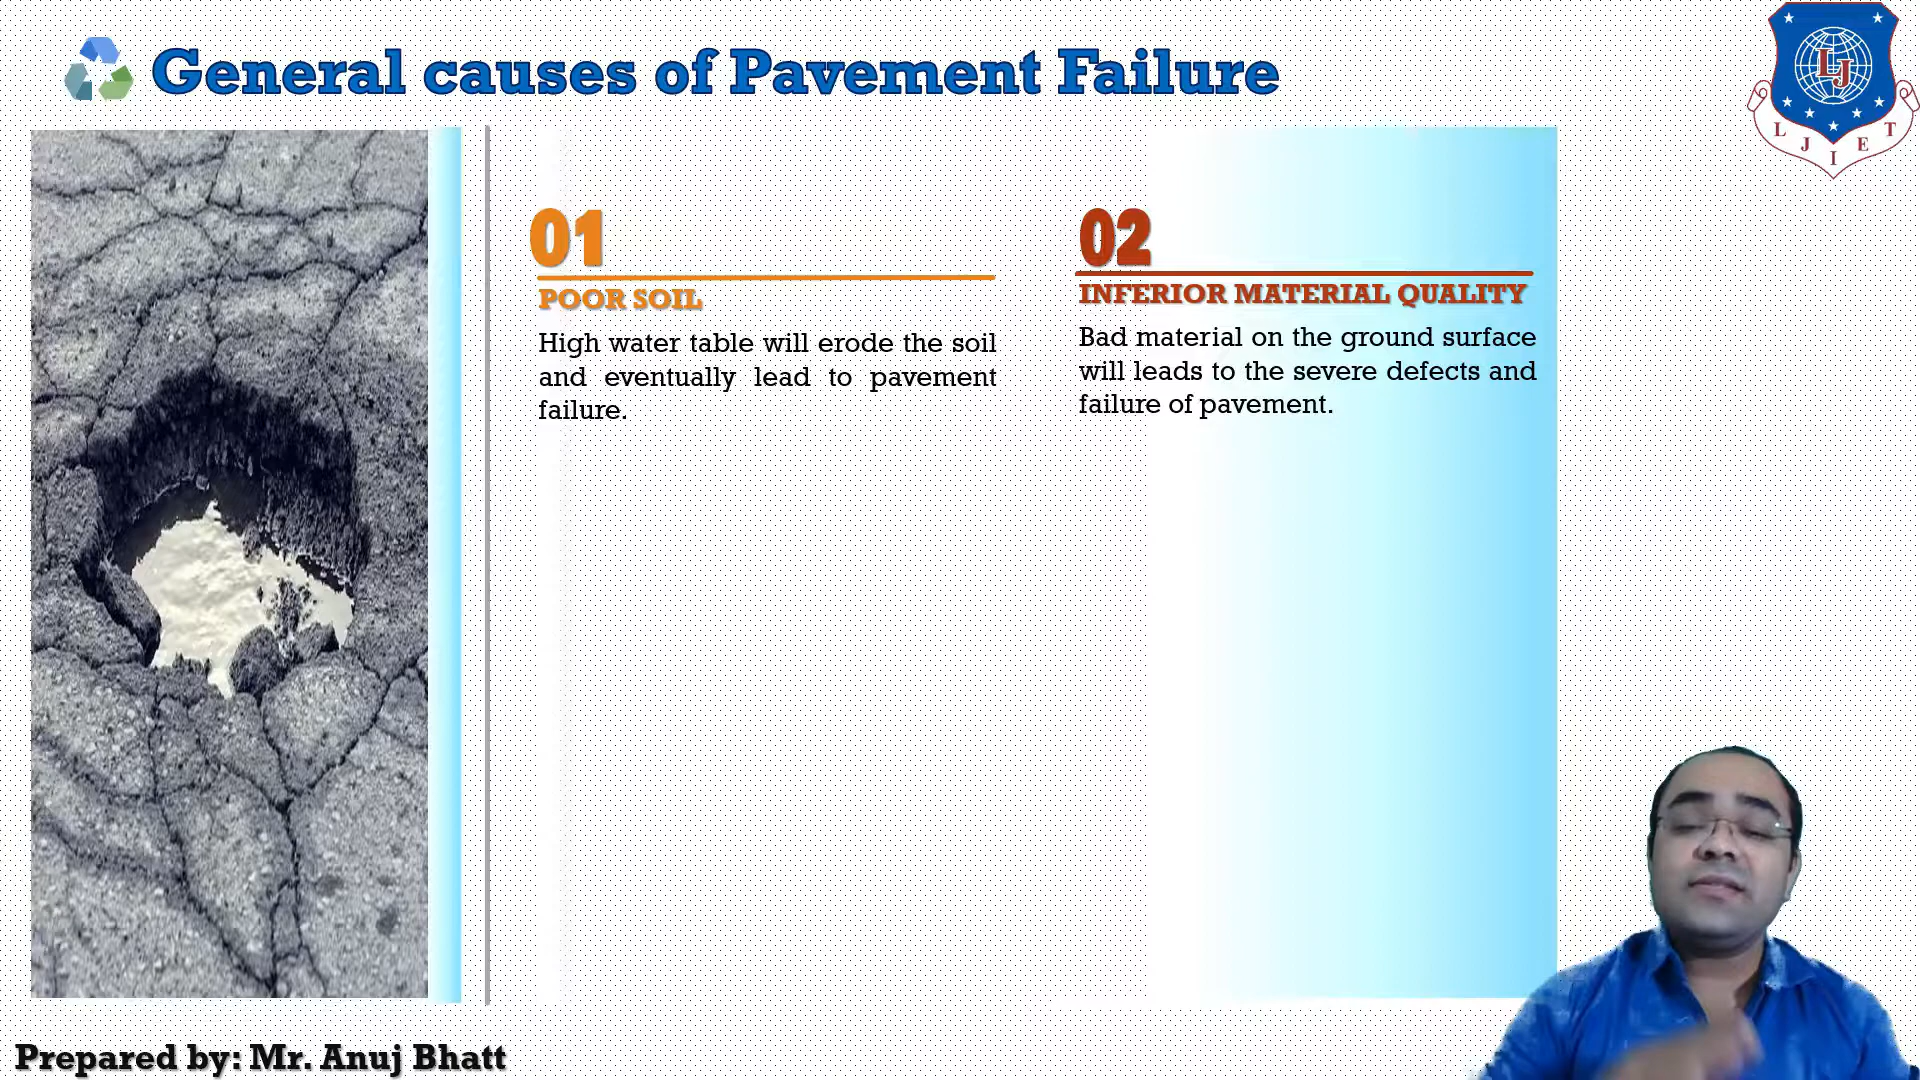 General causes of Pavement Failure
LJ
L J I E T
01
POOR SOIL
High water table will erode the soil
and eventually lead to pavement
failure.
02
INFERIOR MATERIAL QUALITY
Bad material on the ground surface
will leads to the severe defects and
failure of pavement.
Prepared by: Mr. Anuj Bhatt